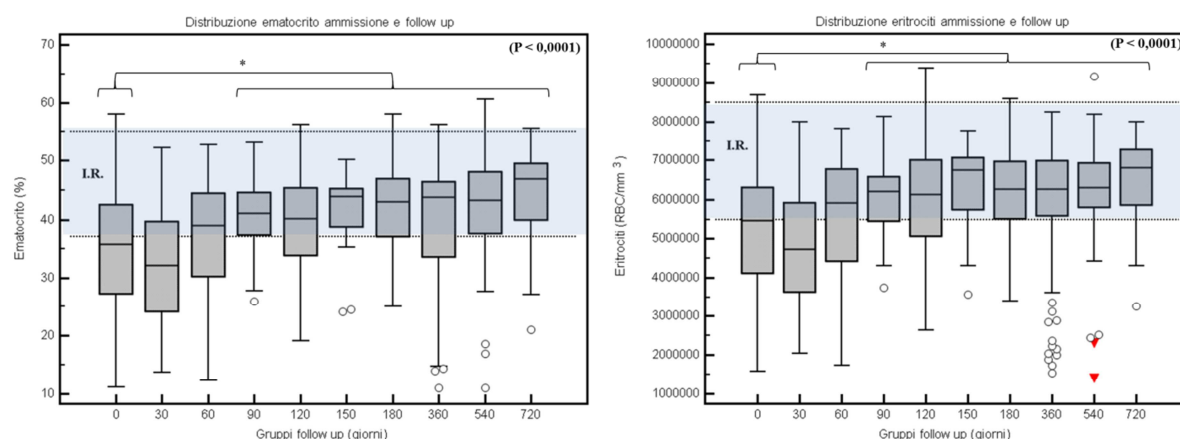 Distribuzione ematocrito ammissione e follow up
70
60
50
40
30
20
10
Ematocrito (%)
(P < 0,0001)
*
I.R.
0 30 60 90 120 150 180 360 540 720
Gruppi follow up (giorni)
Distribuzione eritrociti ammissione e follow up
10000000
9000000
8000000
7000000
6000000
5000000
4000000
3000000
2000000
1000000
Eritrociti (RBC/mm 3)
(P < 0,0001)
*
I.R.
0 30 60 90 120 150 180 360 540 720
Gruppi follow up (giorni)